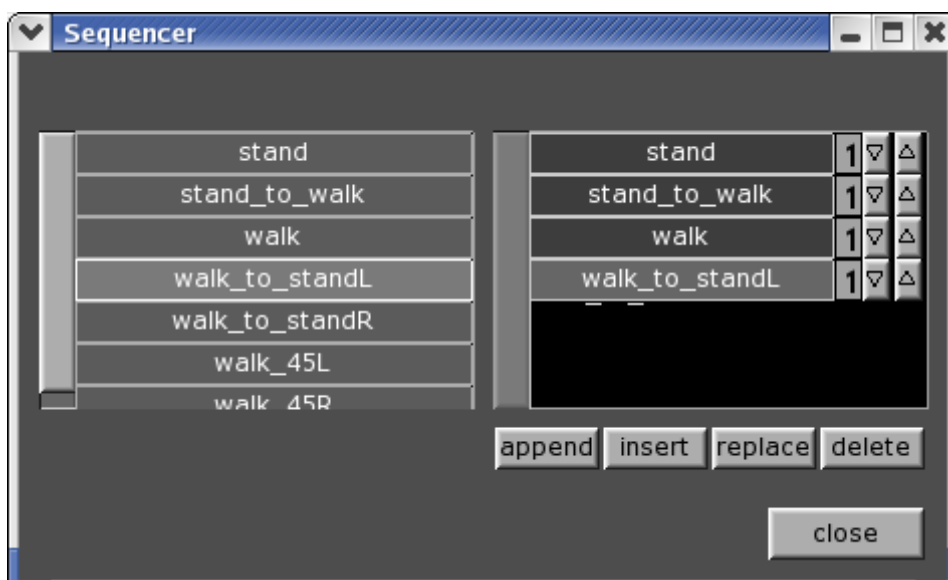 Sequencer
stand
stand_to_walk
walk
walk_to_standL
walk_to_standR
walk_45L
walk_45R
stand 1
stand_to_walk 1
walk 1
walk_to_standL 1
append insert replace delete
close